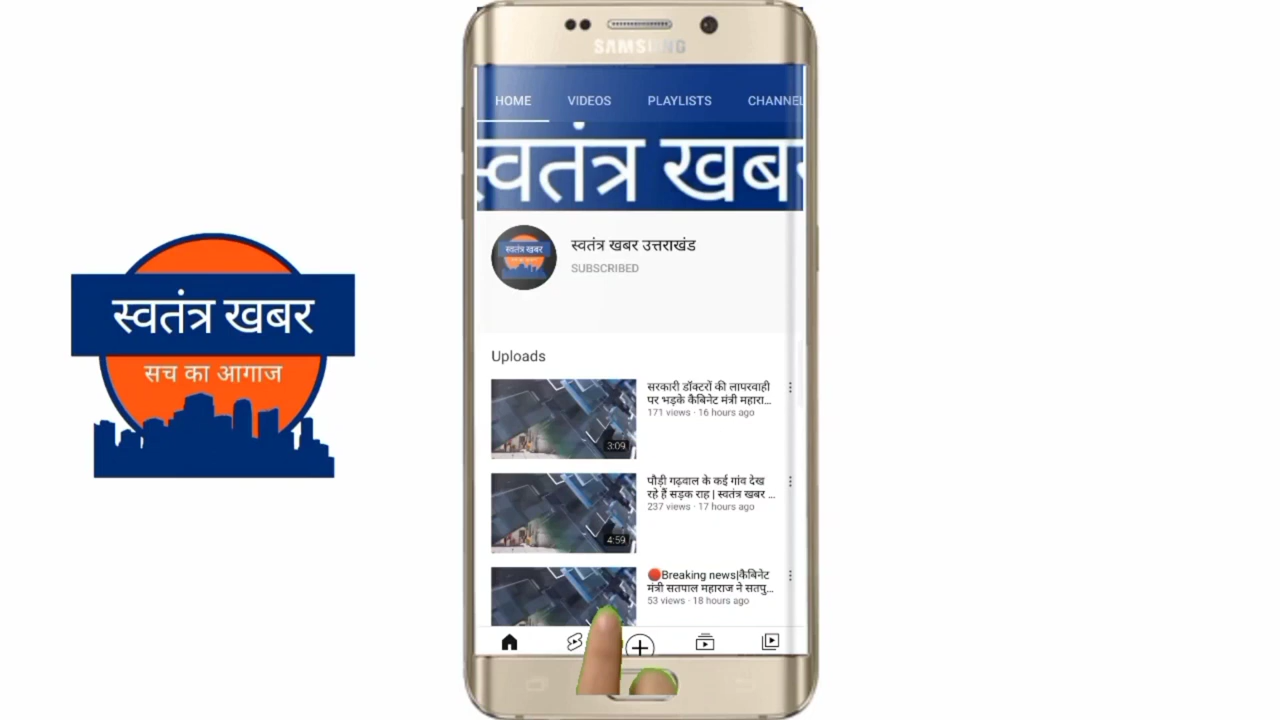 SAMSUNG
HOME VIDEOS PLAYLISTS CHANNEL
स्वतंत्र खबर
स्वतंत्र खबर
सच का आगाज
स्वतंत्र खबर
स्वतंत्र खबर उत्तराखंड
SUBSCRIBED
Uploads
सरकारी डॉक्टरों की लापरवाही
पर भड़के कैबिनेट मंत्री महारा...
171 views · 16 hours ago
3:09
पौड़ी गढ़वाल के कई गांव देख
रहे हैं सड़क राह | स्वतंत्र खबर ...
237 views · 17 hours ago
4:59
🔴Breaking news|कैबिनेट
मंत्री सतपाल महाराज ने सतपु...
53 views · 18 hours ago